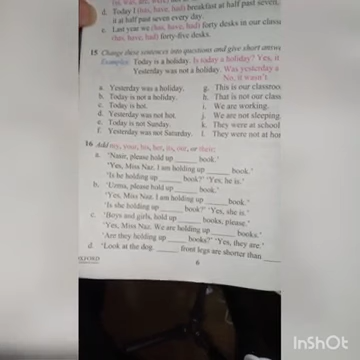 d. Today I (has, have, had) breakfast at half past seven,
it at half past seven every day.
e. Last year we (has, have, had) forty desks in our
(has, have, had) forty-five desks.
15 Change these sentences into questions and give short
Examples: Today is a holiday. Is today a holiday? Yes, it
Yesterday was not a holiday. Was yesterday a
No, it wasn't.
a. Yesterday was a holiday.
b. Today is not a holiday.
c. Today is hot.
d. Yesterday was not hot.
e. Today is not Sunday.
f. Yesterday was not Saturday.
g. This is our
h. That is not our
i. We are working.
j. We are not sleeping.
k. They are at school
l. They were not at
16 Add my, your, his, her, its, our, or their:
a. 'Nasir, please hold up ______ book.'
'Yes, Miss Naz. I am holding up ______ book.'
'Is he holding up ______ book?' 'Yes, he is.'
b. 'Uzma, please hold up ______ book.'
'Yes, Miss Naz. I am holding up ______ book.'
'Is she holding up ______ book?' 'Yes, she is.'
c. 'Boys and girls, hold up ______ books, please.'
'Yes, Miss Naz. We are holding up ______ books.'
'Are they holding up ______ books?' 'Yes, they are.'
d. 'Look at the dog. ______ front legs are shorter than ______
6
InShOt